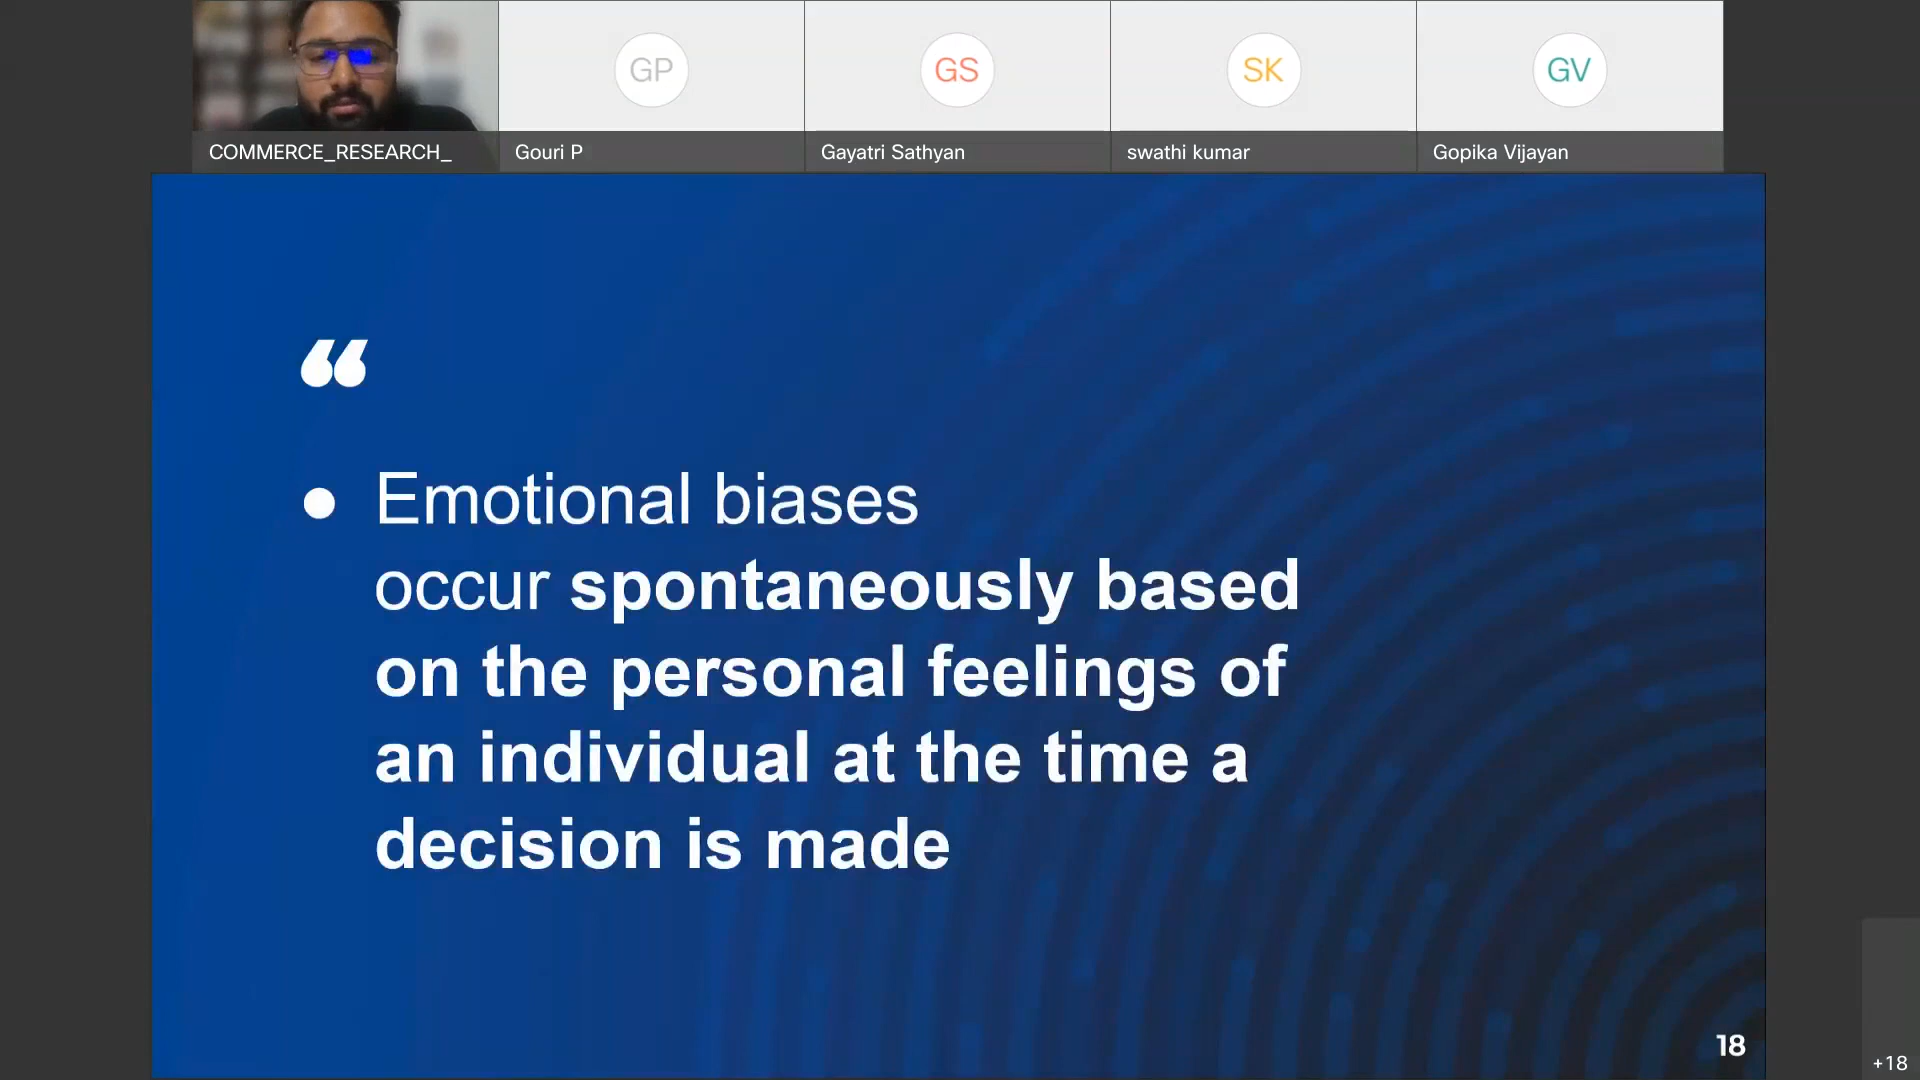 GP
GS
SK
GV
COMMERCE_RESEARCH_
Gouri P
Gayatri Sathyan
swathi kumar
Gopika Vijayan
“
● Emotional biases
occur spontaneously based
on the personal feelings of
an individual at the time a
decision is made
18
+18